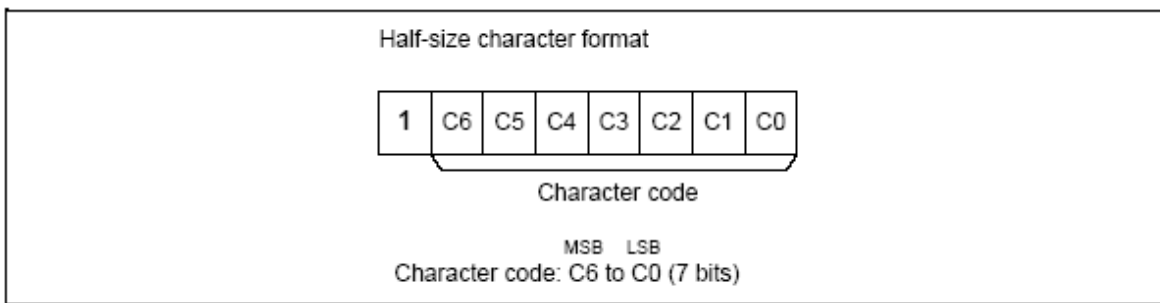 Half-size character format
1 C6 C5 C4 C3 C2 C1 C0
Character code
MSB LSB
Character code: C6 to C0 (7 bits)